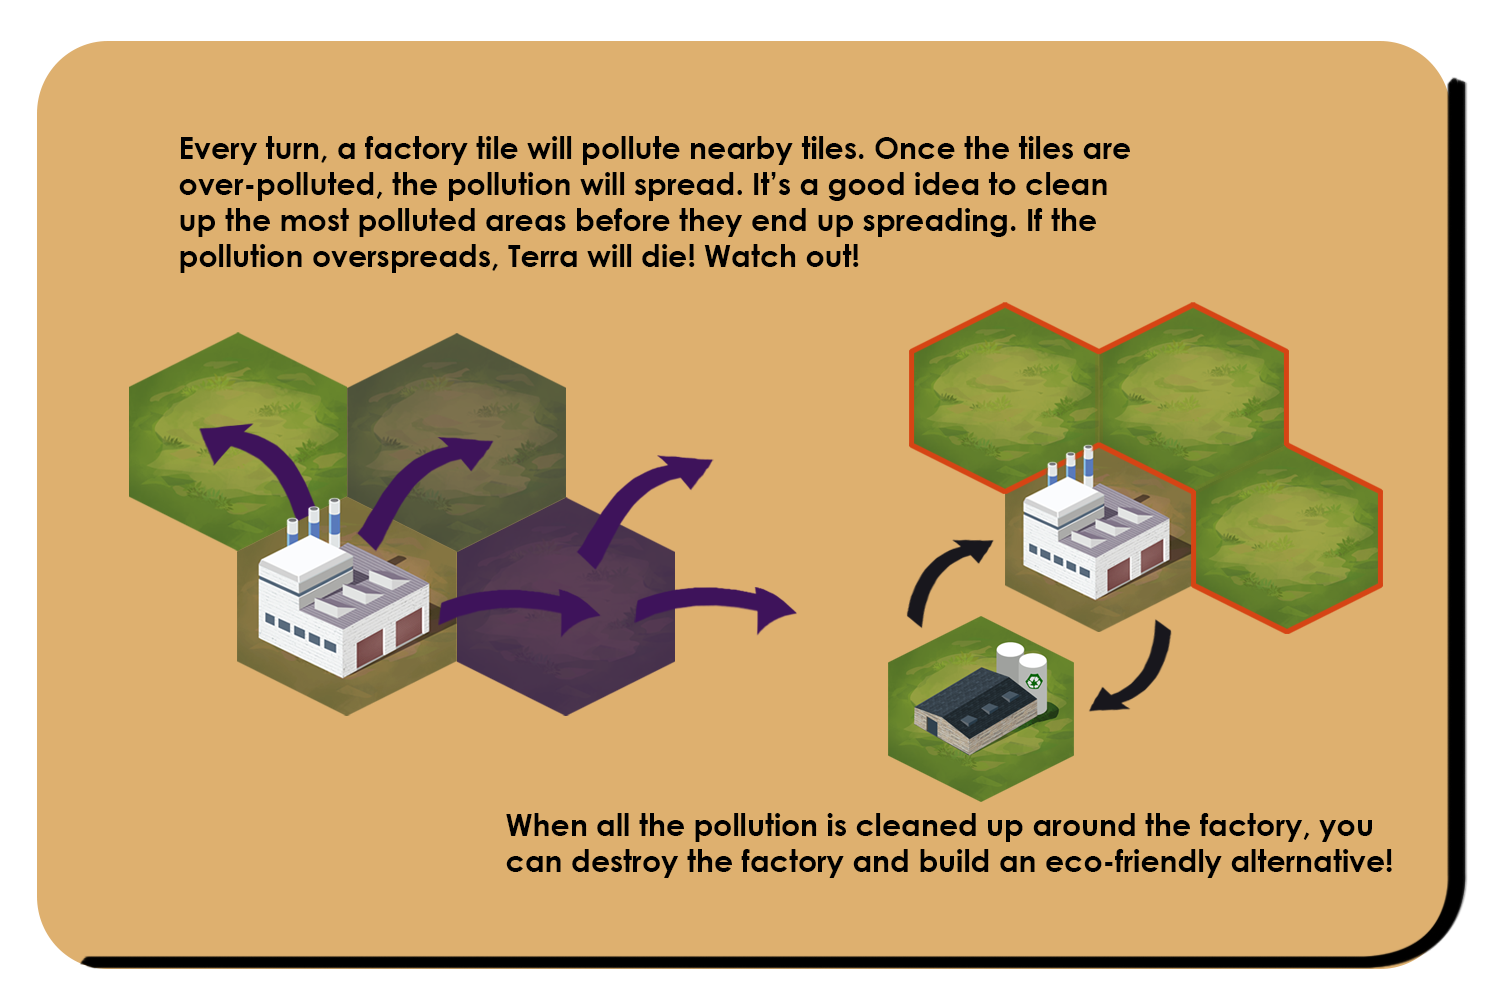 Every turn, a factory tile will pollute nearby tiles. Once the tiles are
over-polluted, the pollution will spread. It’s a good idea to clean
up the most polluted areas before they end up spreading. If the
pollution overspreads, Terra will die! Watch out!
When all the pollution is cleaned up around the factory, you
can destroy the factory and build an eco-friendly alternative!